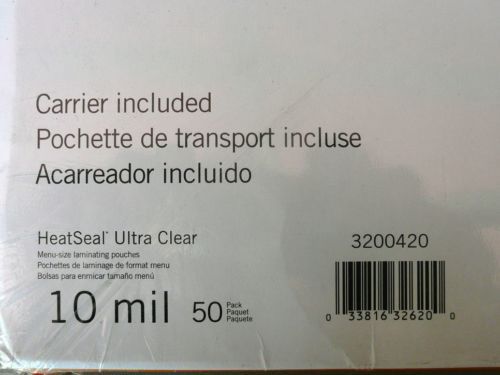 Carrier included
Pochette de transport incluse
Acarreador incluido
HeatSeal™ Ultra Clear
Menu-size laminating pouches
Pochettes de laminage de format menu
Bolsas para enmicar tamaño menú
10 mil 50 Pack
Paquet
Paquete
3200420
0 33816 32620 0